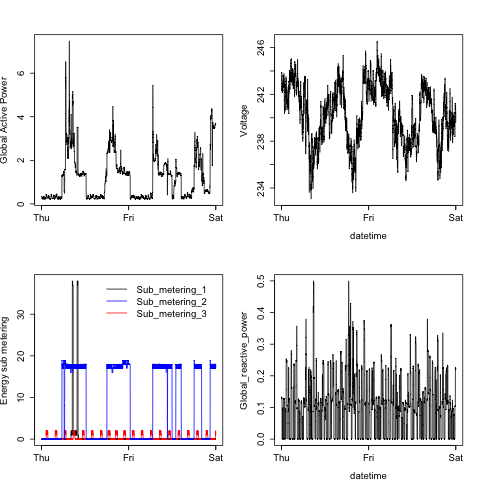 Global Active Power
0
2
4
6
Thu
Fri
Sat
Voltage
234
238
242
246
Thu
Fri
Sat
datetime
Energy sub metering
0
10
20
30
Sub_metering_1
Sub_metering_2
Sub_metering_3
Thu
Fri
Sat
Global_reactive_power
0.0
0.1
0.2
0.3
0.4
0.5
Thu
Fri
Sat
datetime